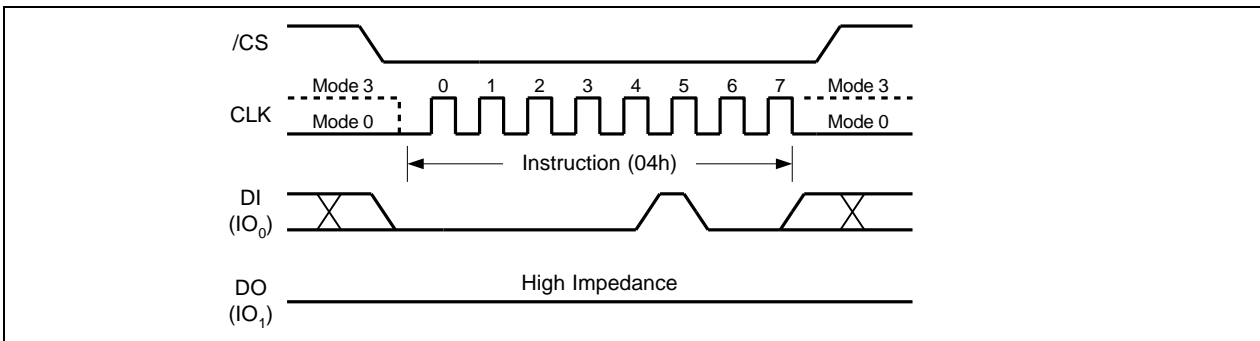 /CS
Mode 3 0 1 2 3 4 5 6 7 Mode 3
CLK
Mode 0 Mode 0
Instruction (04h)
DI
(IO₀)
High Impedance
DO
(IO₁)